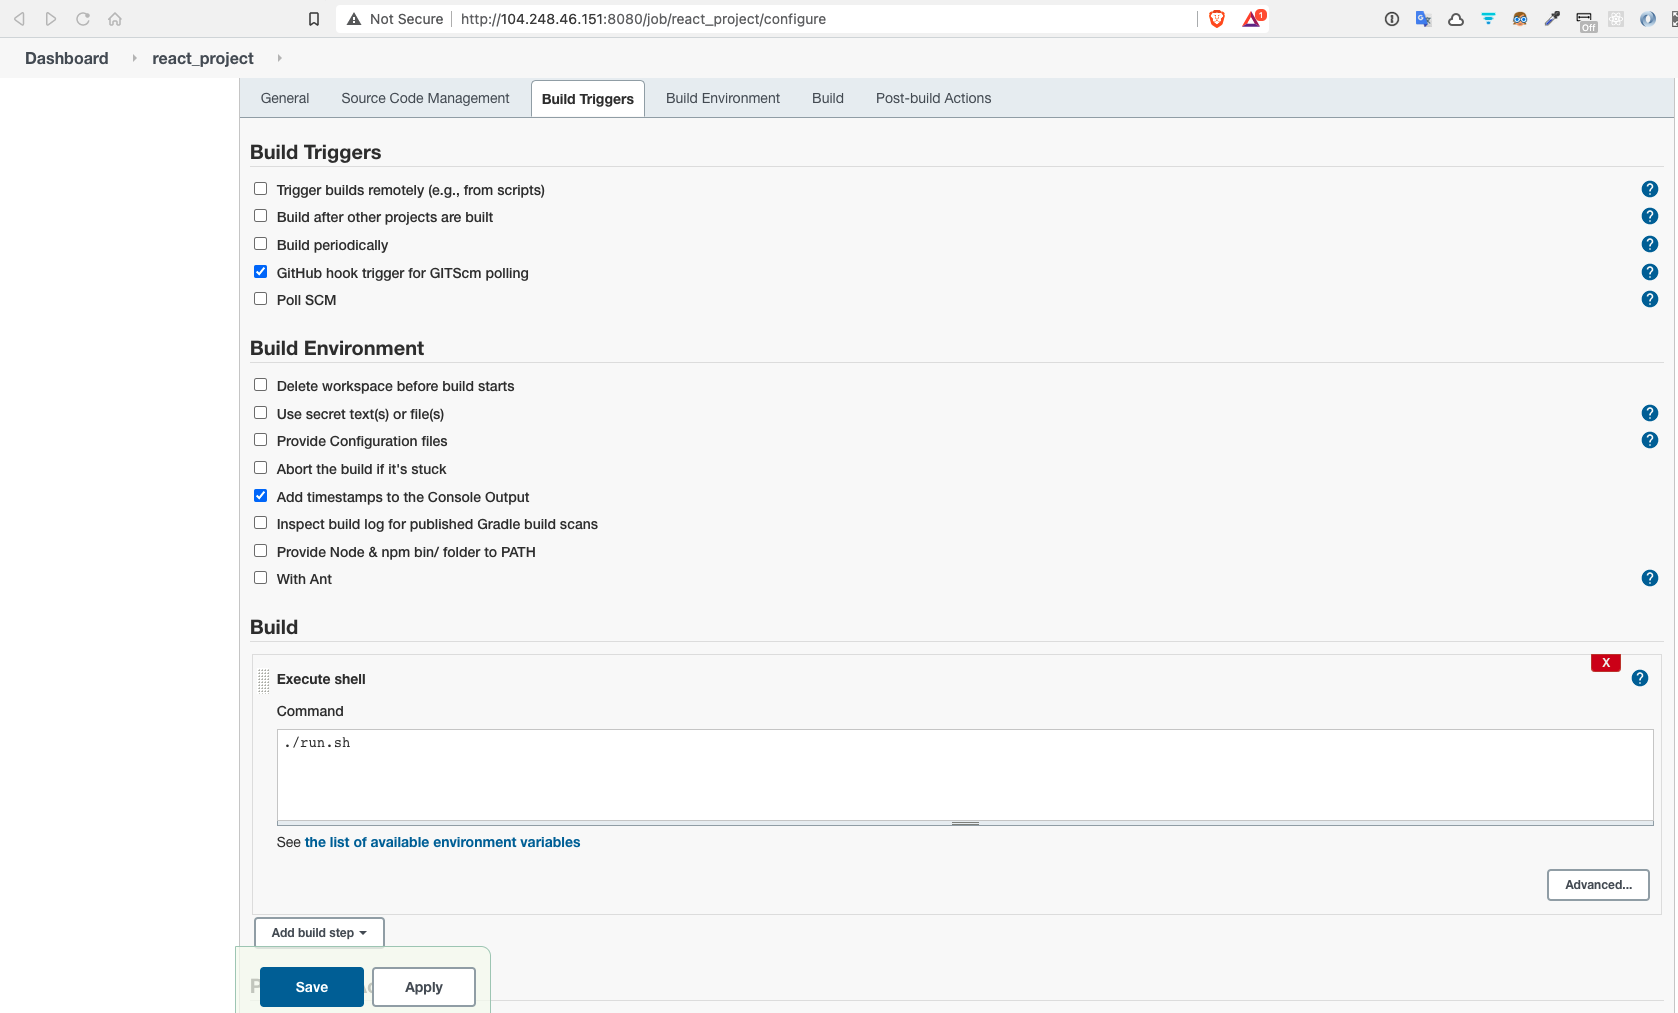 Not Secure http://104.248.46.151:8080/job/react_project/configure 1 Off
Dashboard react_project
General Source Code Management Build Triggers Build Environment Build Post-build Actions
Build Triggers
Trigger builds remotely (e.g., from scripts) ?
Build after other projects are built ?
Build periodically ?
GitHub hook trigger for GITScm polling ?
Poll SCM ?
Build Environment
Delete workspace before build starts
Use secret text(s) or file(s) ?
Provide Configuration files ?
Abort the build if it's stuck
Add timestamps to the Console Output
Inspect build log for published Gradle build scans
Provide Node & npm bin/ folder to PATH
With Ant ?
Build
X
Execute shell ?
Command
./run.sh
See the list of available environment variables
Advanced...
Add build step
Save Apply